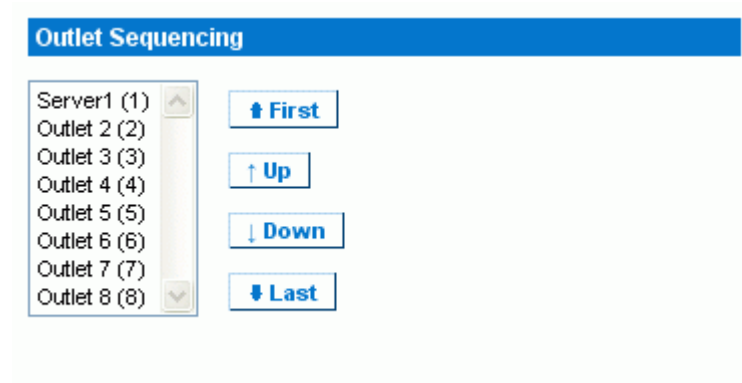 Outlet Sequencing
Server1 (1)
Outlet 2 (2)
Outlet 3 (3)
Outlet 4 (4)
Outlet 5 (5)
Outlet 6 (6)
Outlet 7 (7)
Outlet 8 (8)
First
↑ Up
↓ Down
Last